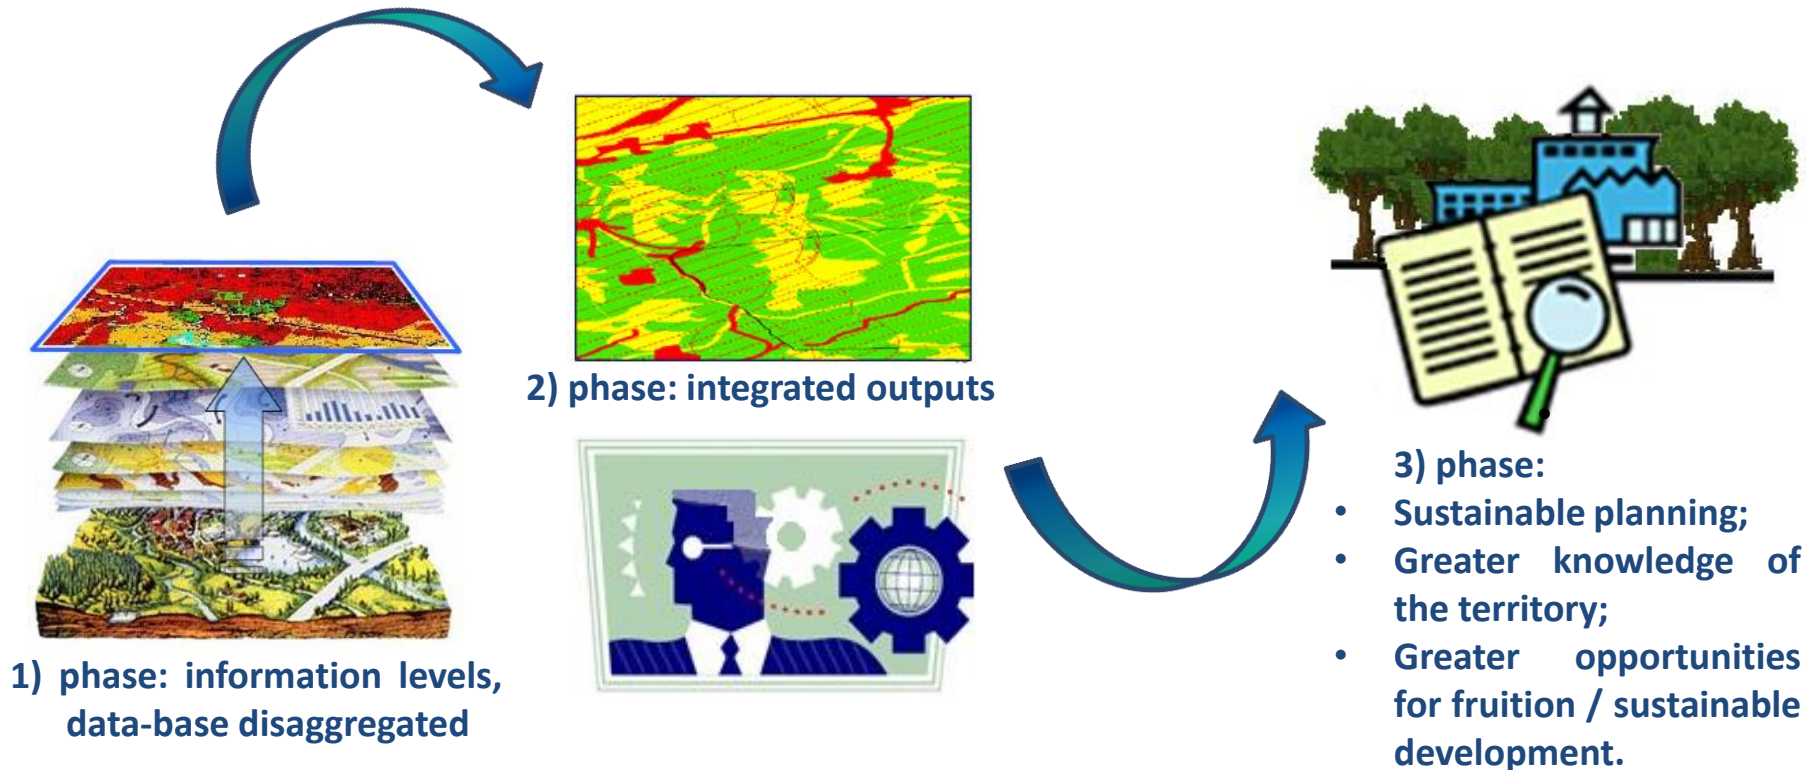 1) phase: information levels,
data-base disaggregated
2) phase: integrated outputs
3) phase:
• Sustainable planning;
• Greater knowledge of
the territory;
• Greater opportunities
for fruition / sustainable
development.